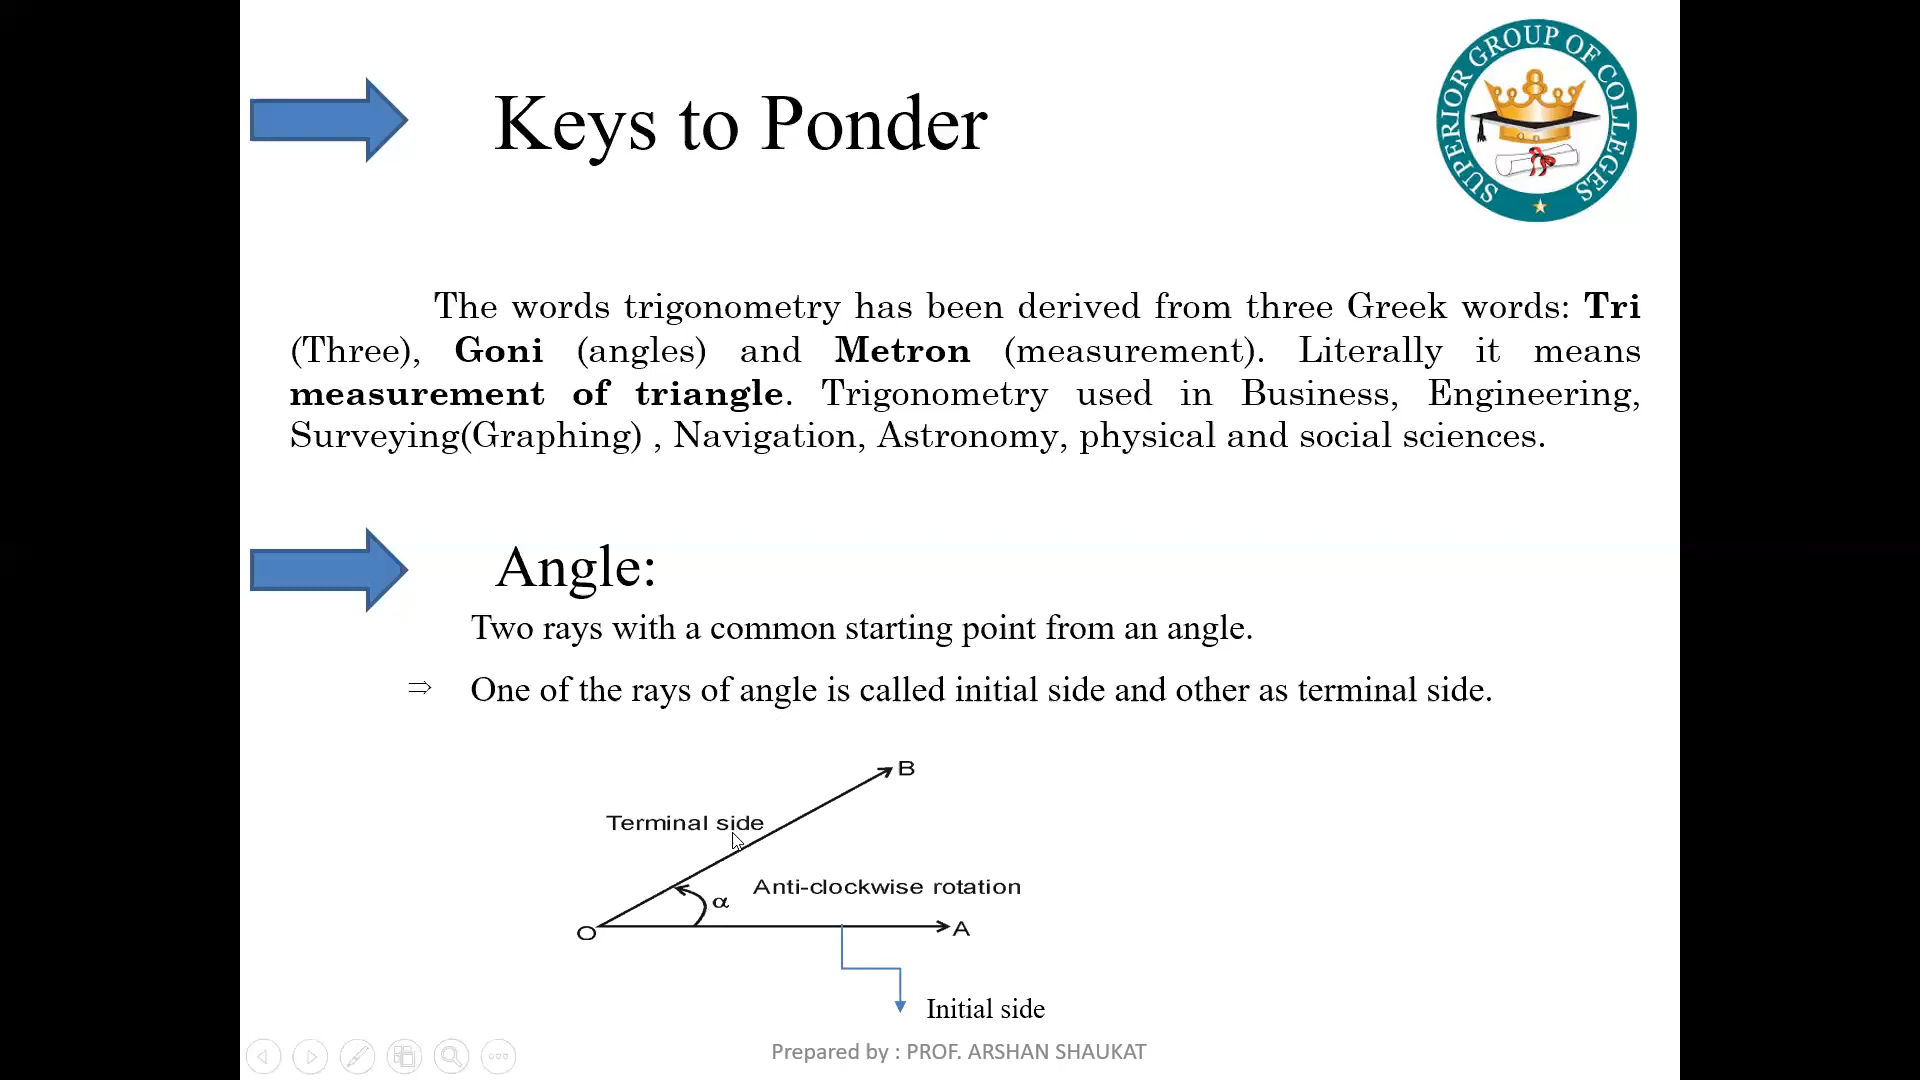 Keys to Ponder
SUPERIOR GROUP OF COLLEGES
The words trigonometry has been derived from three Greek words: Tri
(Three), Goni (angles) and Metron (measurement). Literally it means
measurement of triangle. Trigonometry used in Business, Engineering,
Surveying(Graphing) , Navigation, Astronomy, physical and social sciences.
Angle:
Two rays with a common starting point from an angle.
⇒ One of the rays of angle is called initial side and other as terminal side.
B
Terminal side
Anti-clockwise rotation
α
O
A
Initial side
Prepared by : PROF. ARSHAN SHAUKAT